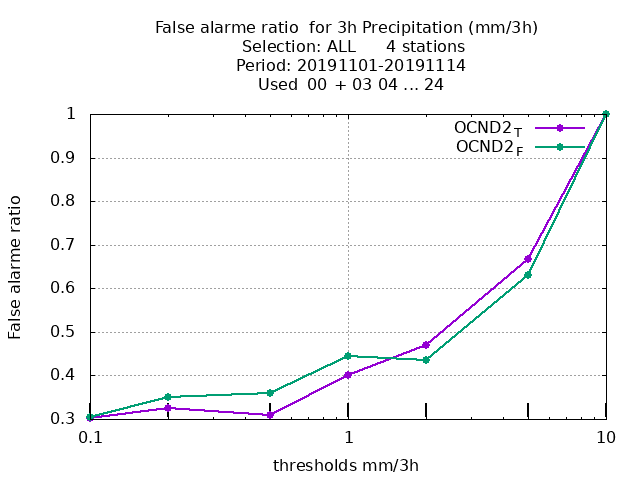 False alarme ratio  for 3h Precipitation (mm/3h)
Selection: ALL      4 stations
Period: 20191101-20191114
Used  00  + 03 04 ... 24
OCND2T
OCND2F
False alarme ratio
1
0.9
0.8
0.7
0.6
0.5
0.4
0.3
0.1
1
10
thresholds mm/3h